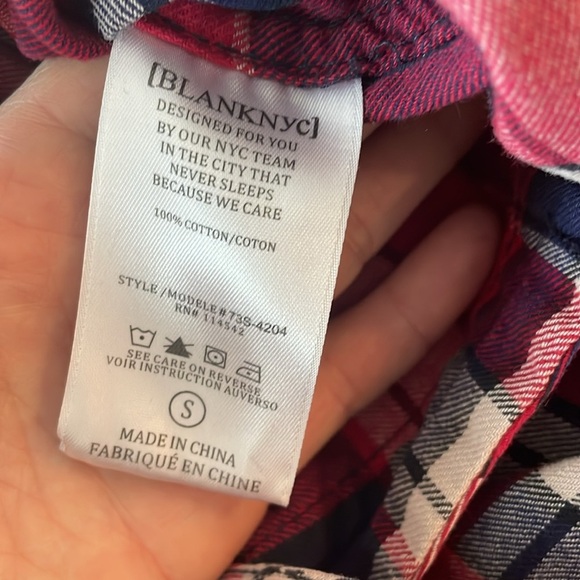 [BLANKNYC]
DESIGNED FOR YOU
BY OUR NYC TEAM
IN THE CITY THAT
NEVER SLEEPS
BECAUSE WE CARE
100% COTTON/COTON
STYLE/MODELE# 73S-4204
RN# 114542
SEE CARE ON REVERSE
VOIR INSTRUCTION AUVERSO
S
MADE IN CHINA
FABRIQUÉ EN CHINE